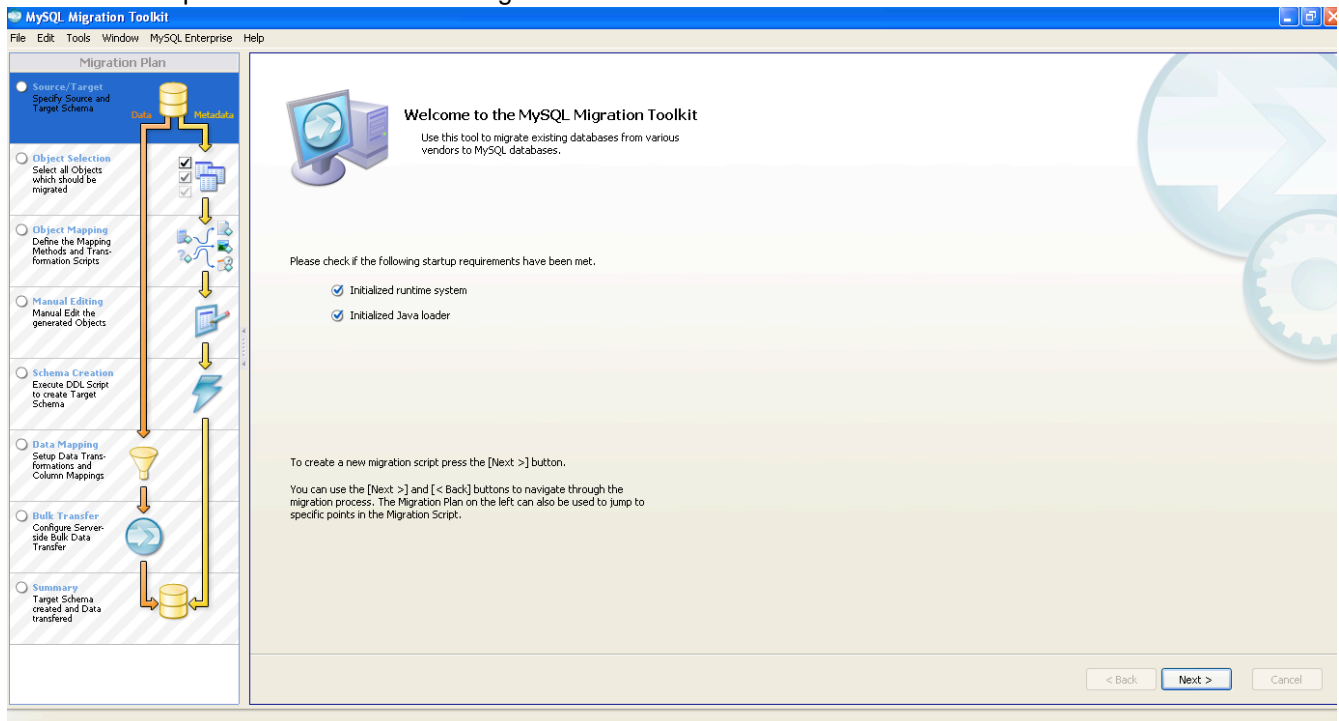 MySQL Migration Toolkit
File Edit Tools Window MySQL Enterprise Help
Migration Plan
Source/Target
Specify Source and
Target Schema
Data
Metadata
Object Selection
Select all Objects
which should be
migrated
Object Mapping
Define the Mapping
Methods and Trans-
formation Scripts
Manual Editing
Manual Edit the
generated Objects
Schema Creation
Execute DDL Script
to create Target
Schema
Data Mapping
Setup Data Trans-
formations and
Column Mappings
Bulk Transfer
Configure Server-
side Bulk Data
Transfer
Summary
Target Schema
created and Data
transfered
Welcome to the MySQL Migration Toolkit
Use this tool to migrate existing databases from various
vendors to MySQL databases.
Please check if the following startup requirements have been met.
Initialized runtime system
Initialized Java loader
To create a new migration script press the [Next >] button.
You can use the [Next >] and [< Back] buttons to navigate through the
migration process. The Migration Plan on the left can also be used to jump to
specific points in the Migration Script.
< Back Next > Cancel